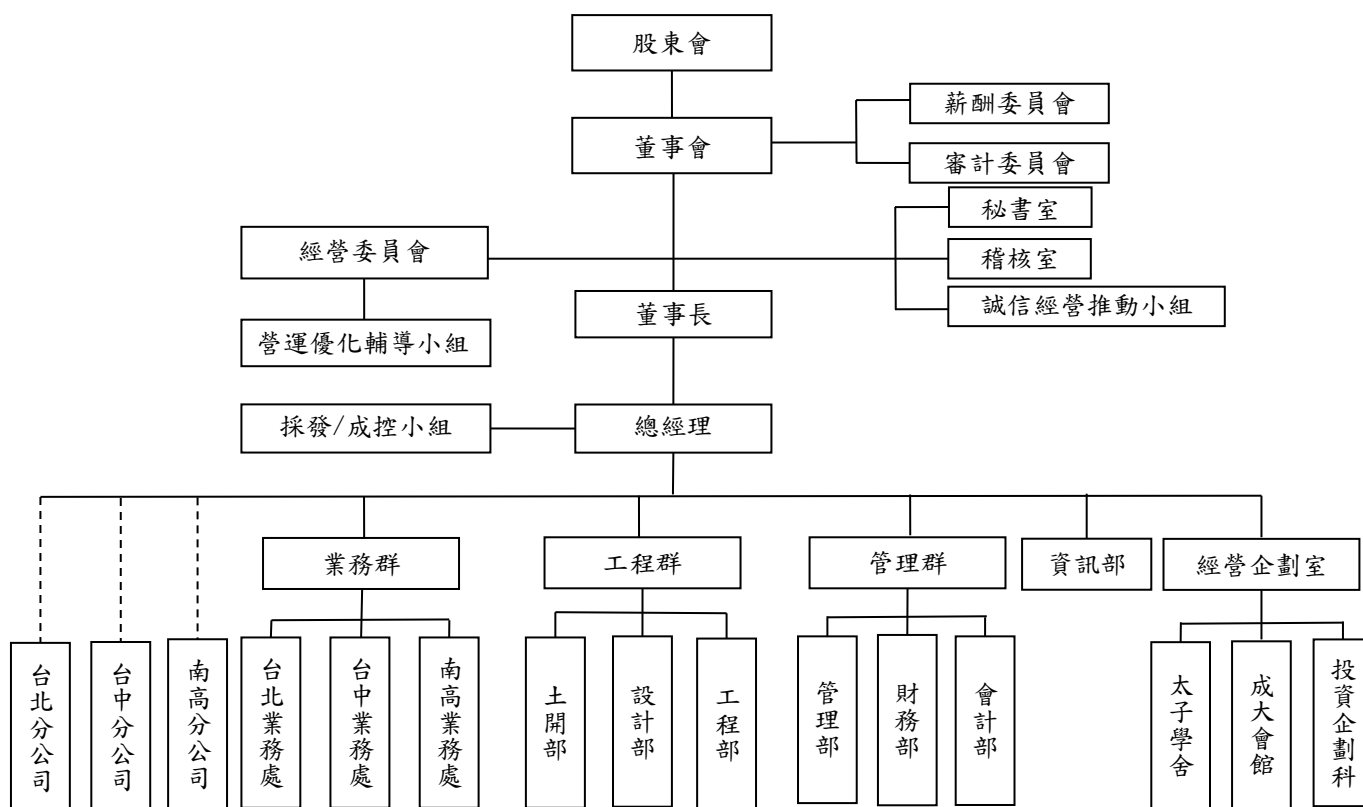 股東會
薪酬委員會
董事會
審計委員會
秘書室
經營委員會
稽核室
誠信經營推動小組
董事長
營運優化輔導小組
採發/成控小組
總經理
業務群
工程群
管理群
資訊部
經營企劃室
台北分公司
台中分公司
南高分公司
台北業務處
台中業務處
南高業務處
土開部
設計部
工程部
管理部
財務部
會計部
太子學舍
成大會館
投資企劃科